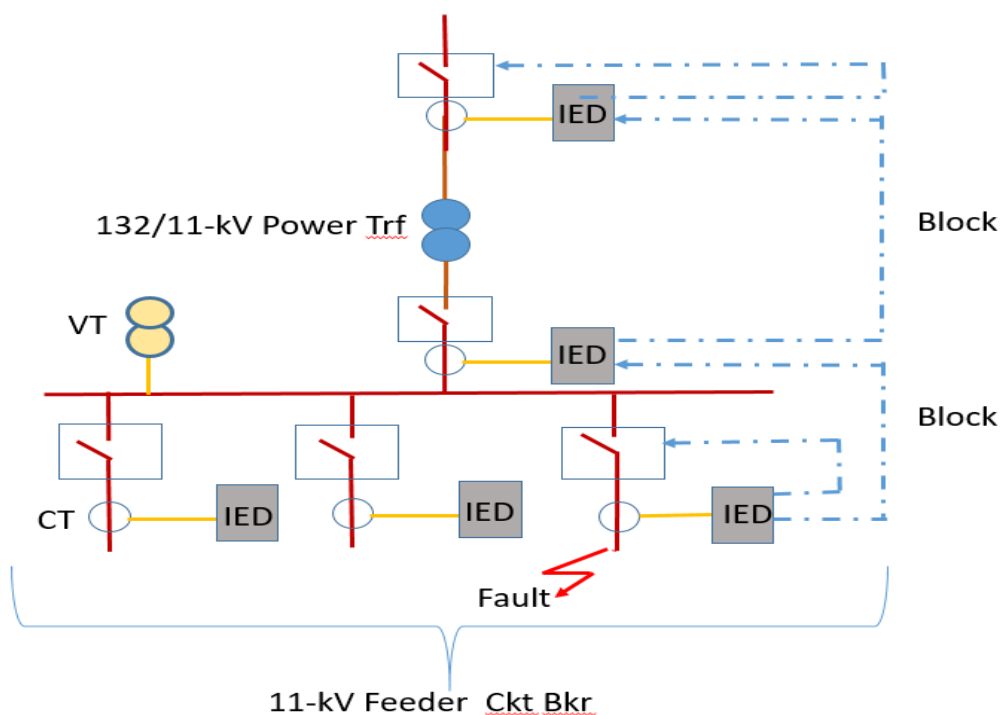 IED
132/11-kV Power Trf
Block
VT
IED
Block
CT
IED
IED
IED
Fault
11-kV Feeder Ckt Bkr